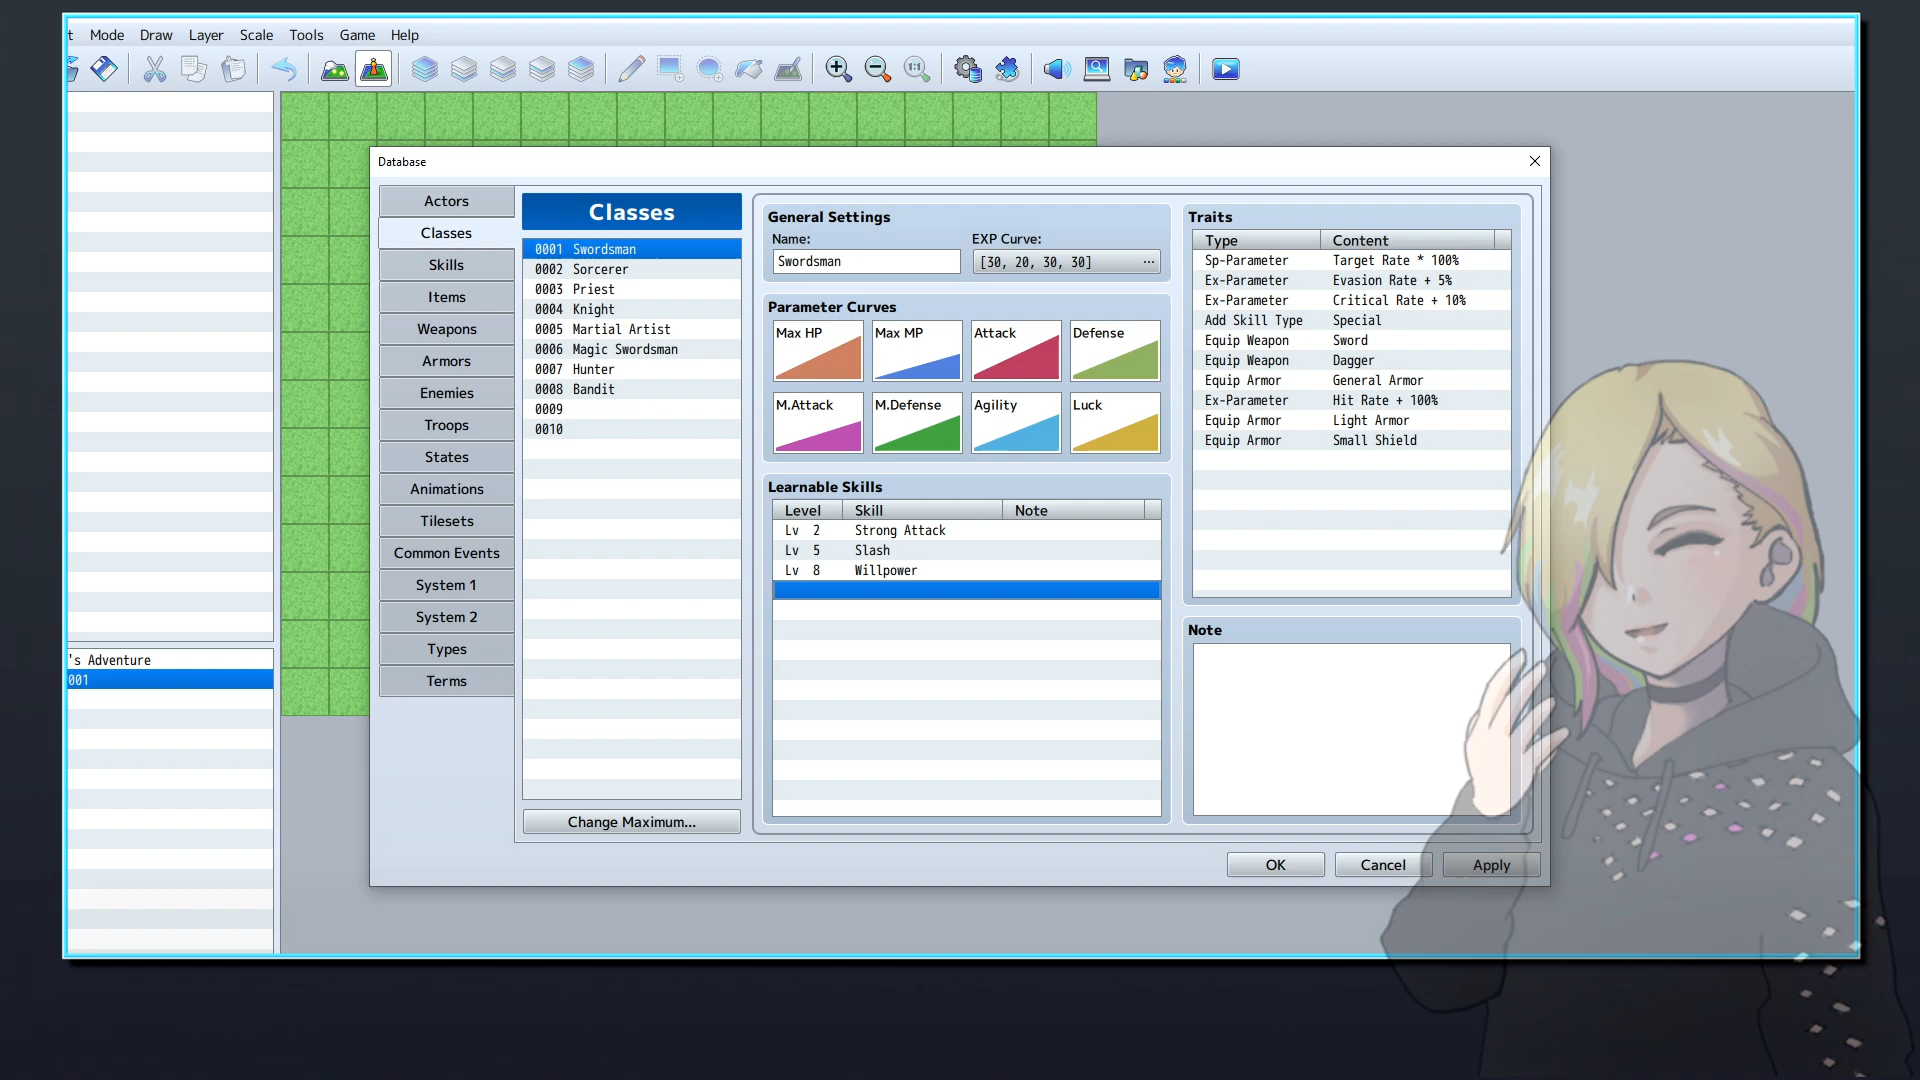 t Mode Draw Layer Scale Tools Game Help
1:1
Database
Actors
Classes
Skills
Items
Weapons
Armors
Enemies
Troops
States
Animations
Tilesets
Common Events
System 1
System 2
Types
Terms
Classes
0001 Swordsman
0002 Sorcerer
0003 Priest
0004 Knight
0005 Martial Artist
0006 Magic Swordsman
0007 Hunter
0008 Bandit
0009
0010
Change Maximum...
General Settings
Name: EXP Curve:
Swordsman [30, 20, 30, 30] ...
Parameter Curves
Max HP Max MP Attack Defense
M.Attack M.Defense Agility Luck
Learnable Skills
Level Skill Note
Lv 2 Strong Attack
Lv 5 Slash
Lv 8 Willpower
Traits
Type Content
Sp-Parameter Target Rate * 100%
Ex-Parameter Evasion Rate + 5%
Ex-Parameter Critical Rate + 10%
Add Skill Type Special
Equip Weapon Sword
Equip Weapon Dagger
Equip Armor General Armor
Ex-Parameter Hit Rate + 100%
Equip Armor Light Armor
Equip Armor Small Shield
Note
's Adventure
001
OK Cancel Apply